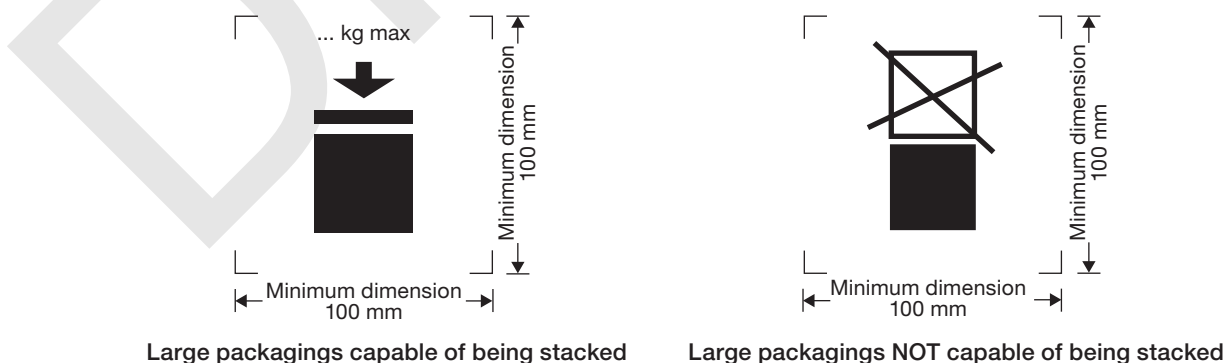 ... kg max
Minimum dimension
100 mm
Minimum dimension
100 mm
Large packagings capable of being stacked
Minimum dimension
100 mm
Minimum dimension
100 mm
Large packagings NOT capable of being stacked